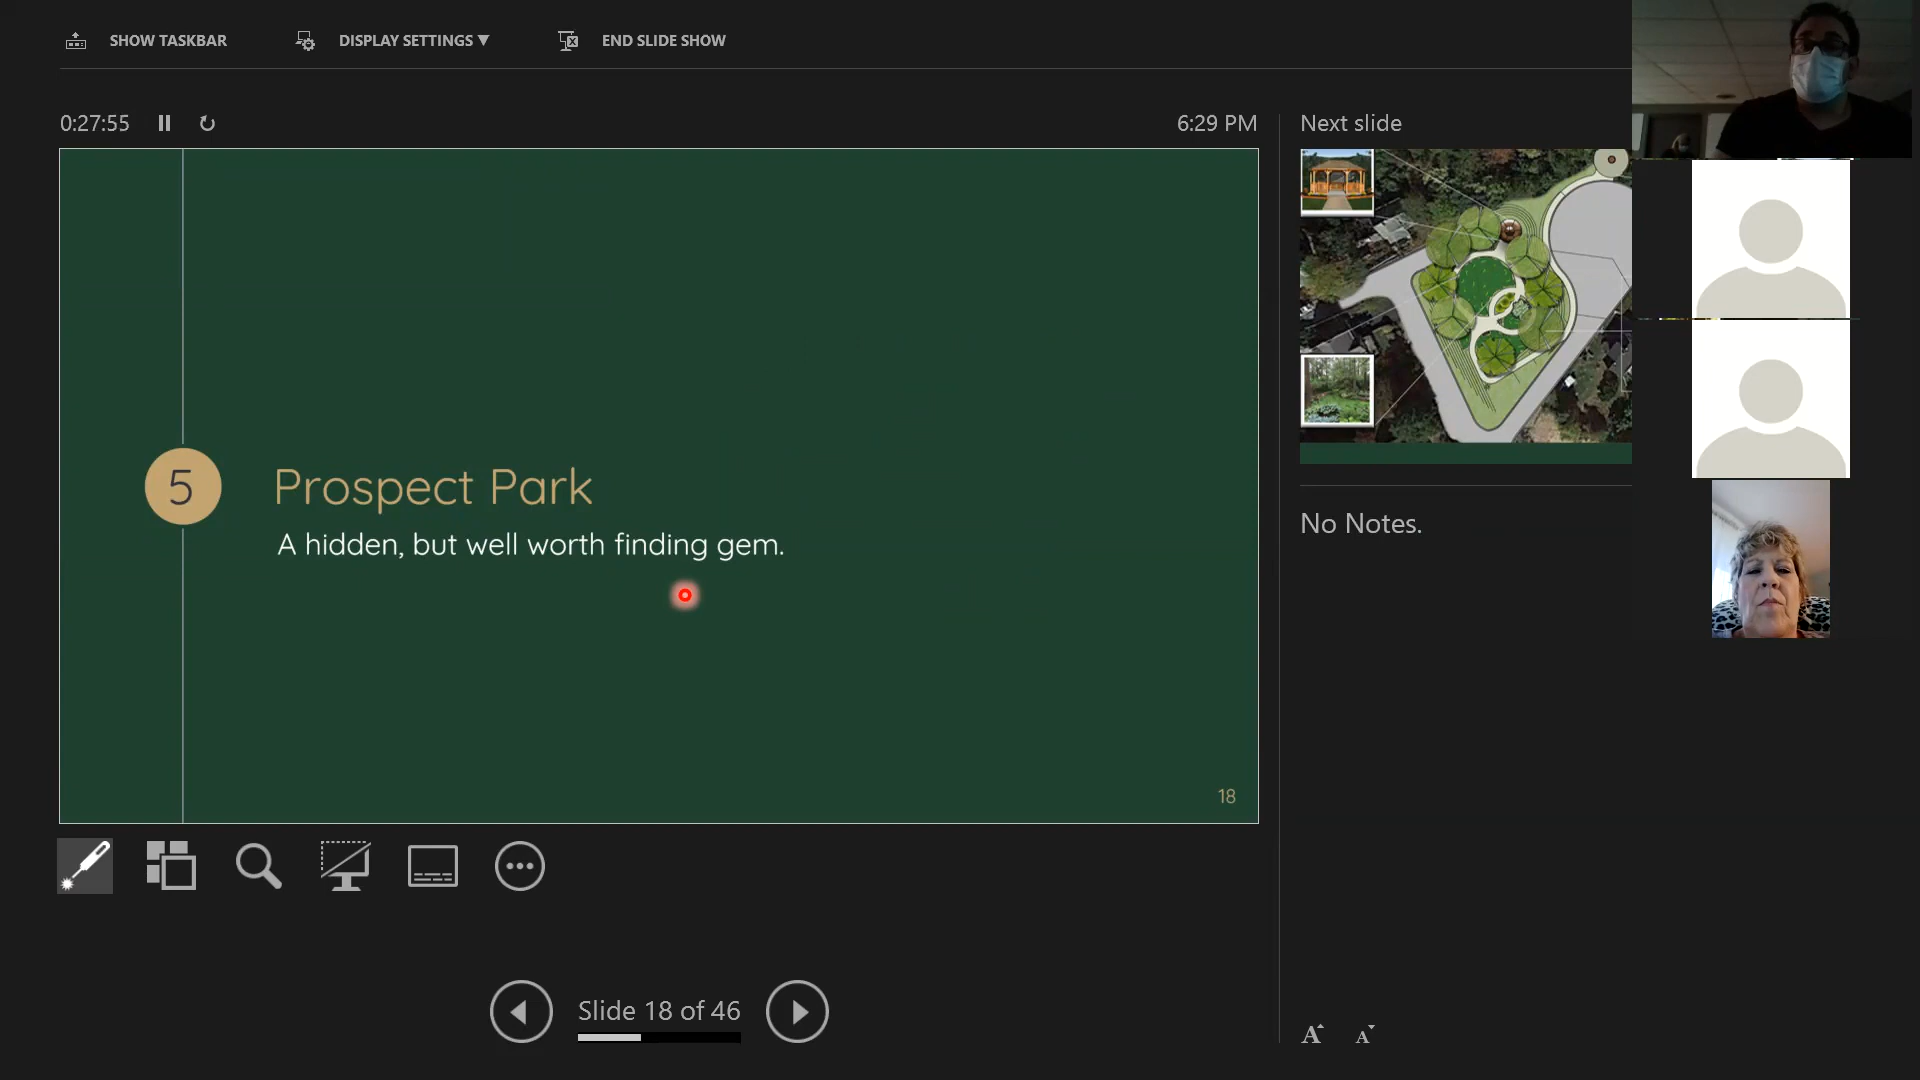 SHOW TASKBAR
DISPLAY SETTINGS ▼
END SLIDE SHOW
0:27:55
6:29 PM
Next slide
5
Prospect Park
A hidden, but well worth finding gem.
18
No Notes.
Slide 18 of 46
A A